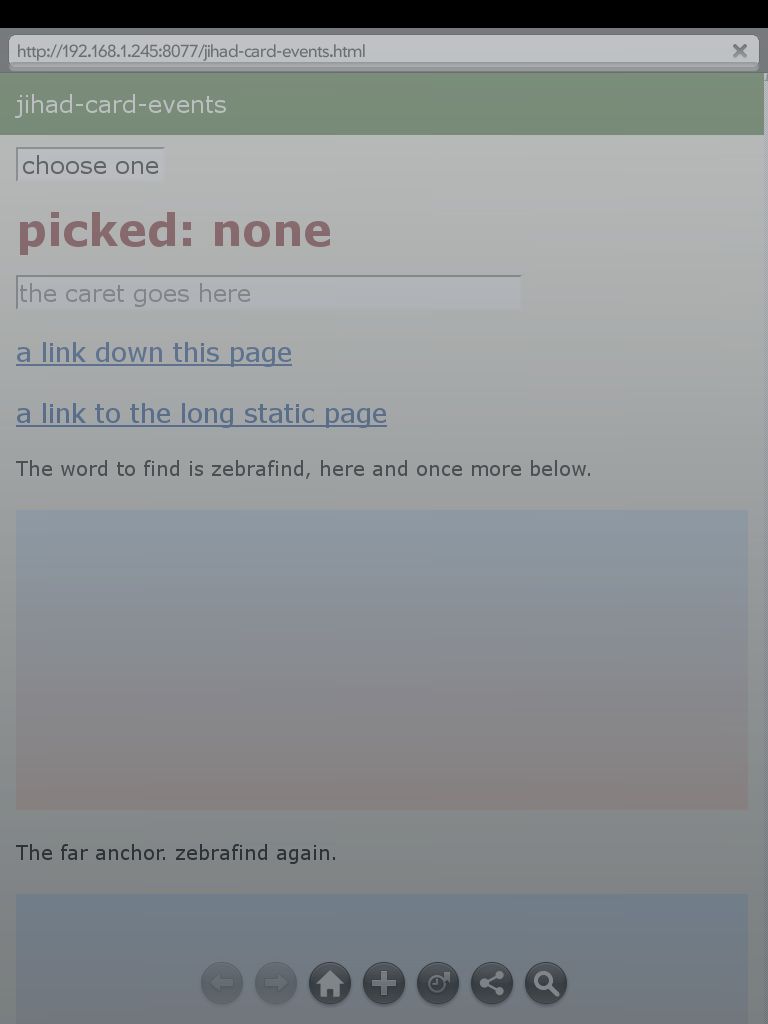 http://192.168.1.245:8077/jihad-card-events.html
jihad-card-events
choose one
picked: none
the caret goes here
a link down this page
a link to the long static page
The word to find is zebrafind, here and once more below.
The far anchor. zebrafind again.